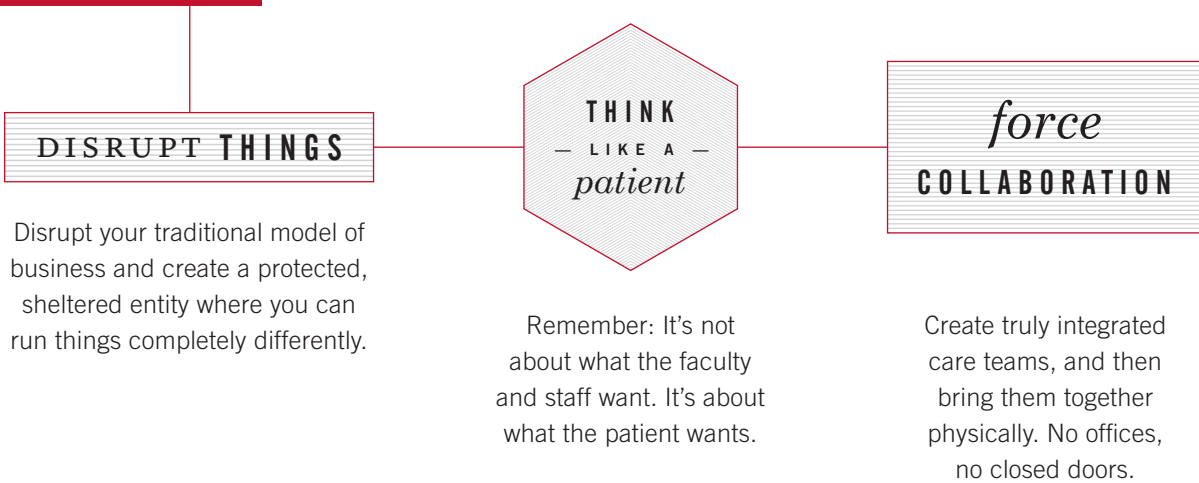 DISRUPT THINGS
Disrupt your traditional model of
business and create a protected,
sheltered entity where you can
run things completely differently.
THINK
— LIKE A —
patient
Remember: It's not
about what the faculty
and staff want. It's about
what the patient wants.
force
COLLABORATION
Create truly integrated
care teams, and then
bring them together
physically. No offices,
no closed doors.